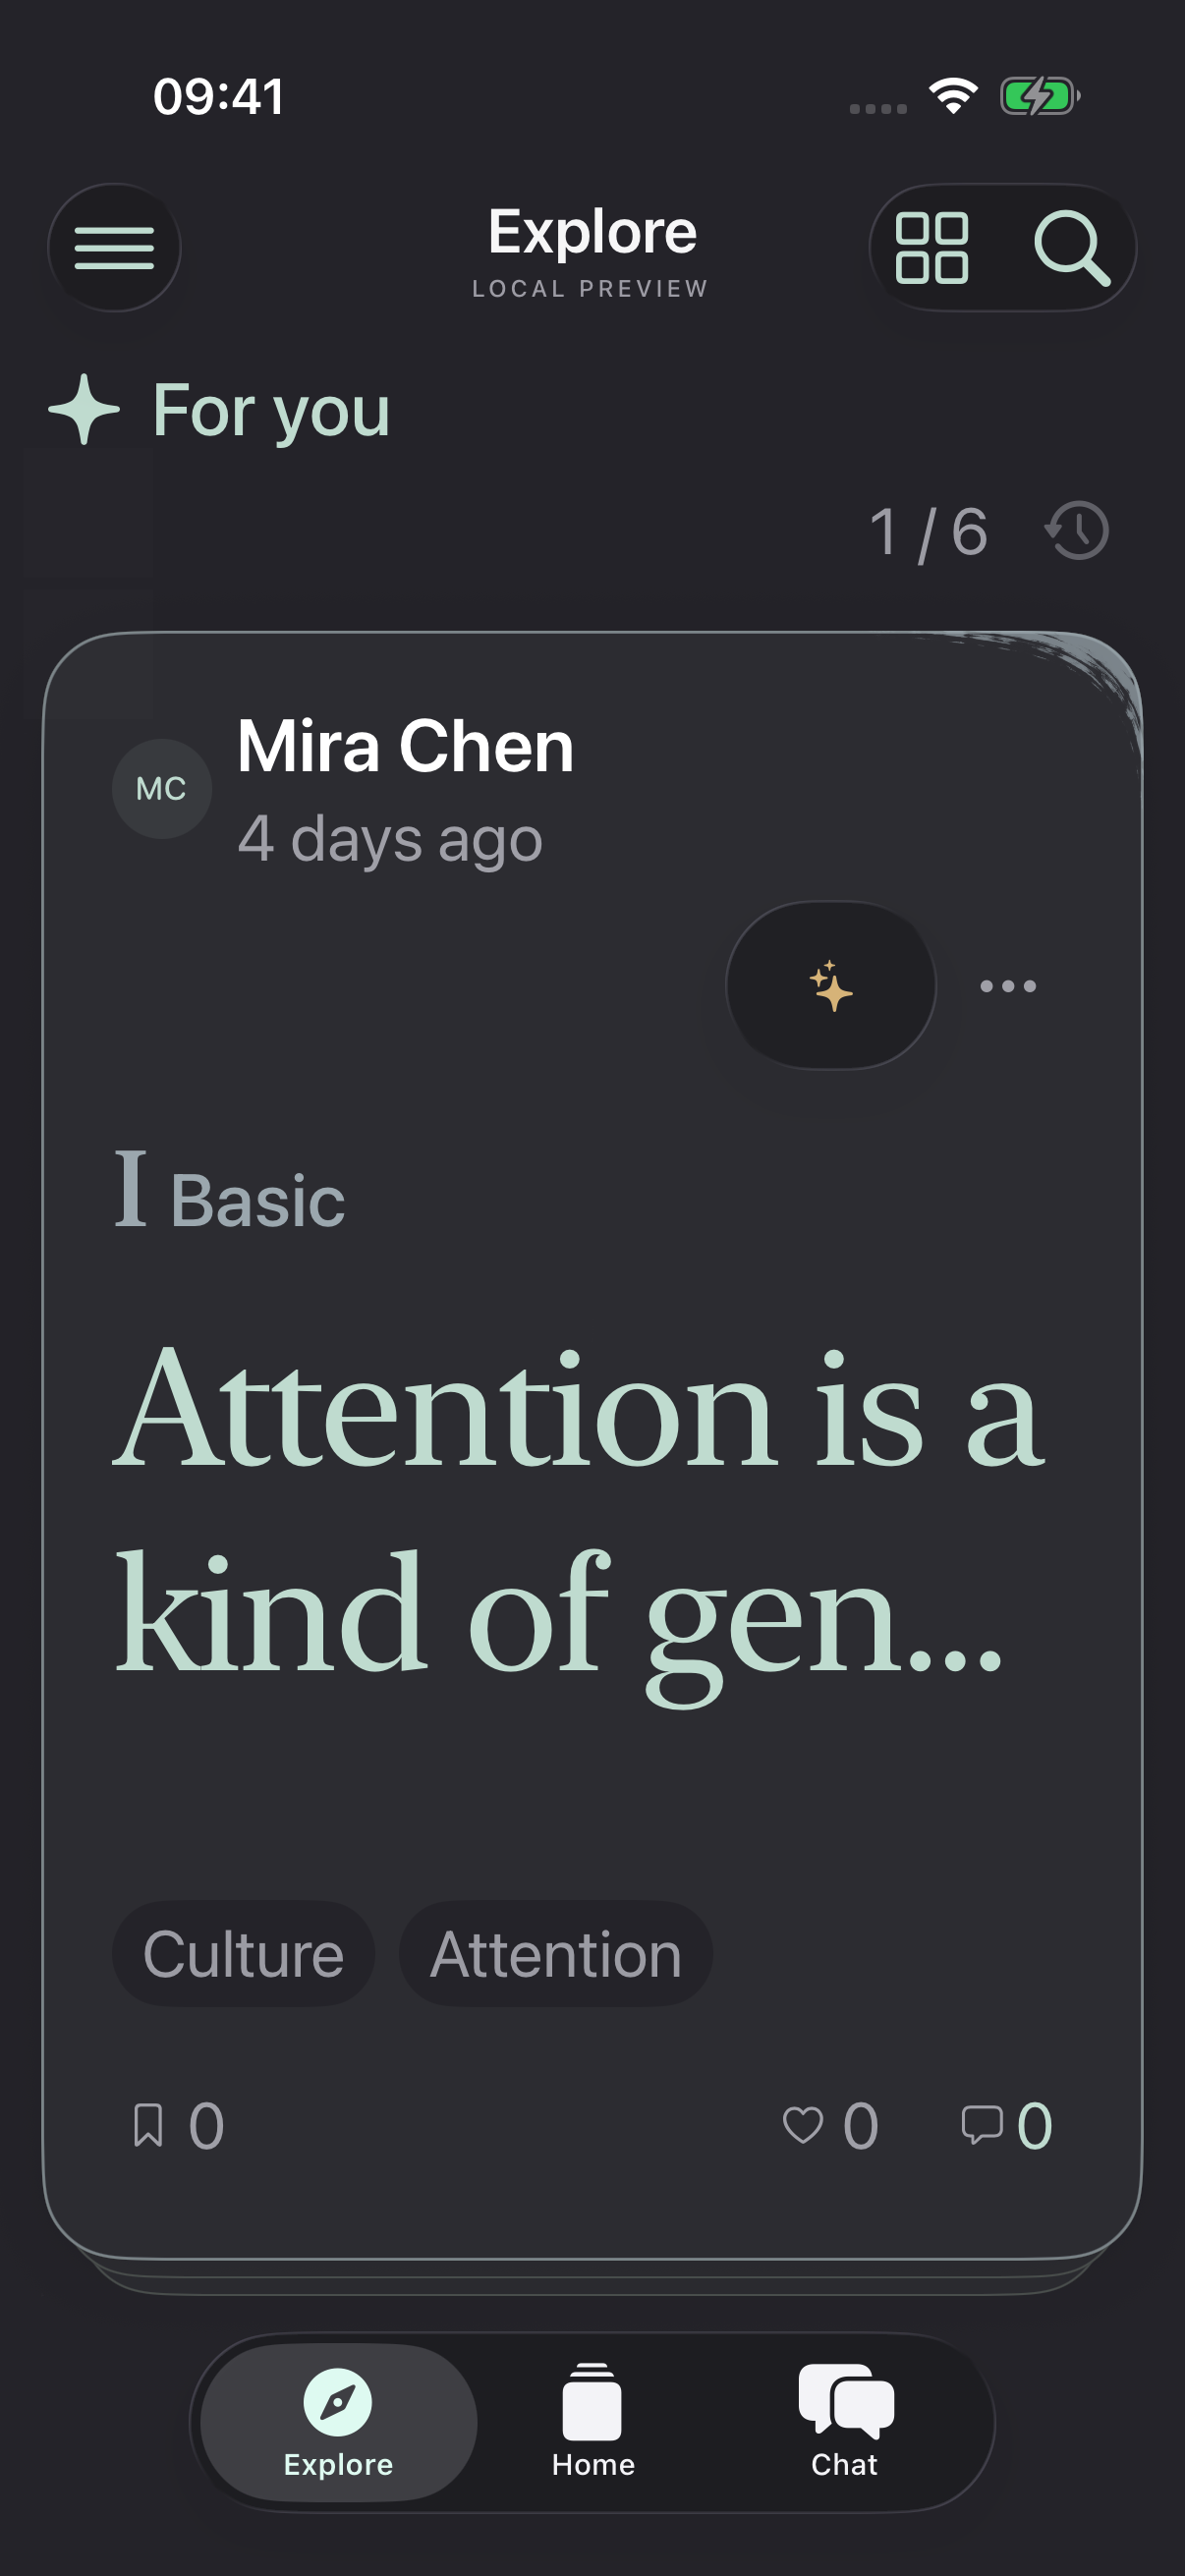 09:41
Explore
LOCAL PREVIEW
For you
1 / 6
MC
Mira Chen
4 days ago
I Basic
Attention is a
kind of gen...
Culture Attention
0 0 0
Explore Home Chat